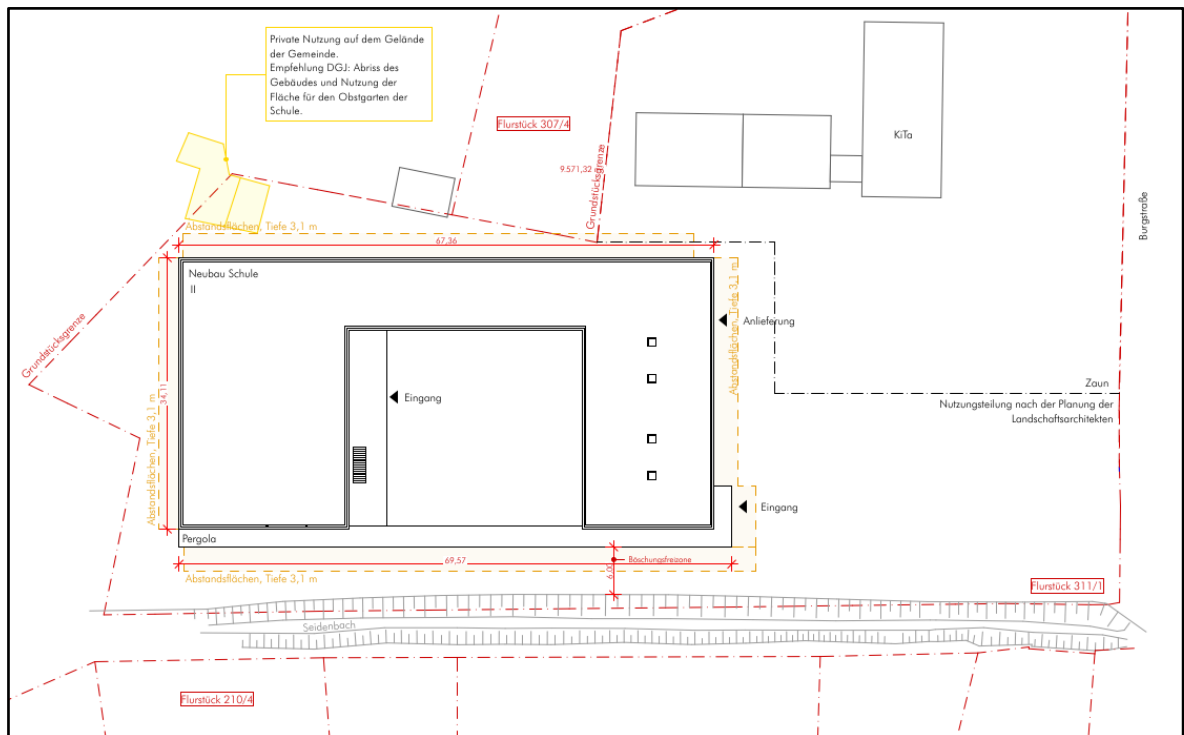 Private Nutzung auf dem Gelände
der Gemeinde.
Empfehlung DGJ: Abriss des
Gebäudes und Nutzung der
Fläche für den Obstgarten der
Schule.
Flurstück 307/4
KiTa
9.571,32
Grundstücksgrenze
Burgstraße
Abstandsflächen, Tiefe 3,1 m
67,36
Neubau Schule
II
Abstandsflächen, Tiefe 3,1 m
Anlieferung
Grundstücksgrenze
34,11
Eingang
Zaun
Nutzungsteilung nach der Planung der
Landschaftsarchitekten
Abstandsflächen, Tiefe 3,1 m
Eingang
Pergola
69,57
Böschungsfreizone
6,00
Abstandsflächen, Tiefe 3,1 m
Flurstück 311/1
Seidenbach
Flurstück 210/4